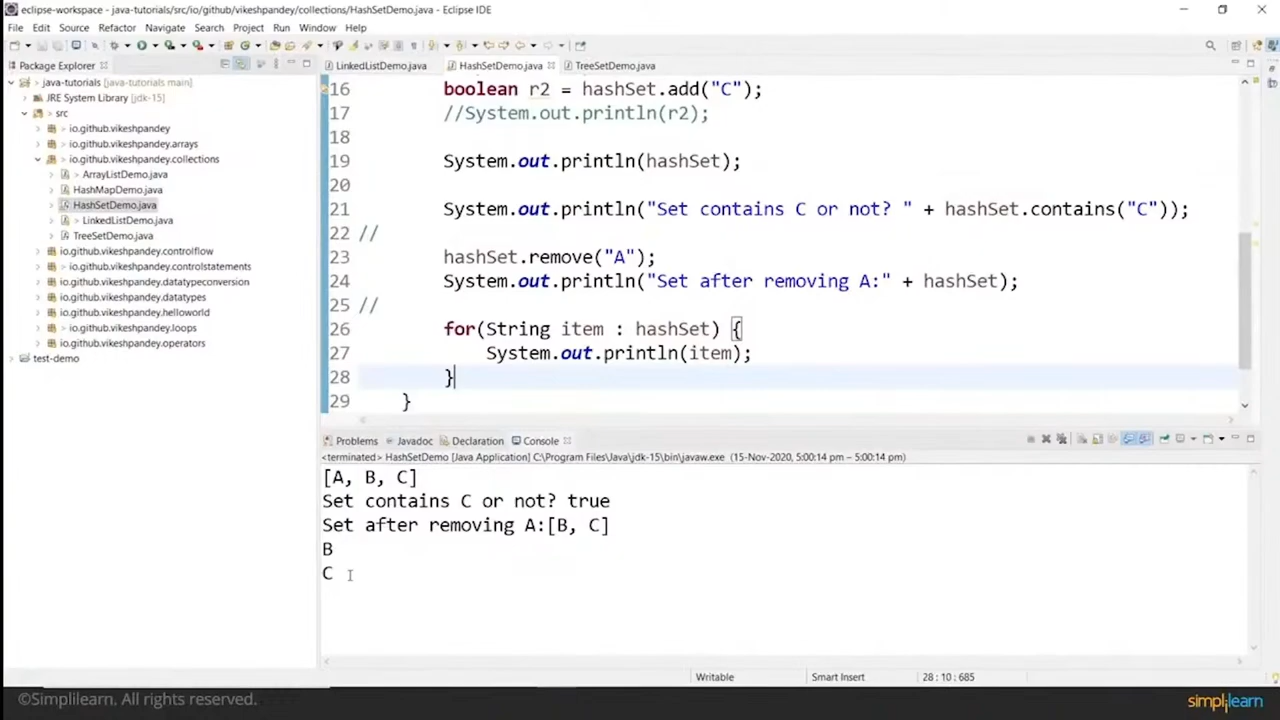 eclipse-workspace - java-tutorials/src/io/github/vikeshpandey/collections/HashSetDemo.java - Eclipse IDE
File Edit Source Refactor Navigate Search Project Run Window Help
Package Explorer
LinkedListDemo.java HashSetDemo.java TreeSetDemo.java
java-tutorials [java-tutorials main]
JRE System Library [jdk-15]
src
io.github.vikeshpandey
io.github.vikeshpandey.arrays
io.github.vikeshpandey.collections
ArrayListDemo.java
HashMapDemo.java
HashSetDemo.java
> LinkedListDemo.java
TreeSetDemo.java
io.github.vikeshpandey.controlflow
> io.github.vikeshpandey.controlstatements
io.github.vikeshpandey.datatypeconversion
io.github.vikeshpandey.datatypes
io.github.vikeshpandey.helloworld
> io.github.vikeshpandey.loops
io.github.vikeshpandey.operators
test-demo
16 boolean r2 = hashSet.add("C");
17 //System.out.println(r2);
18
19 System.out.println(hashSet);
20
21 System.out.println("Set contains C or not? " + hashSet.contains("C"));
22 //
23 hashSet.remove("A");
24 System.out.println("Set after removing A:" + hashSet);
25 //
26 for(String item : hashSet) {
27 System.out.println(item);
28 }
29 }
Problems Javadoc Declaration Console
<terminated> HashSetDemo [Java Application] C:\Program Files\Java\jdk-15\bin\javaw.exe (15-Nov-2020, 5:00:14 pm – 5:00:14 pm)
[A, B, C]
Set contains C or not? true
Set after removing A:[B, C]
B
C
Writable Smart Insert 28 : 10 : 685
©Simplilearn. All rights reserved.
simplilearn